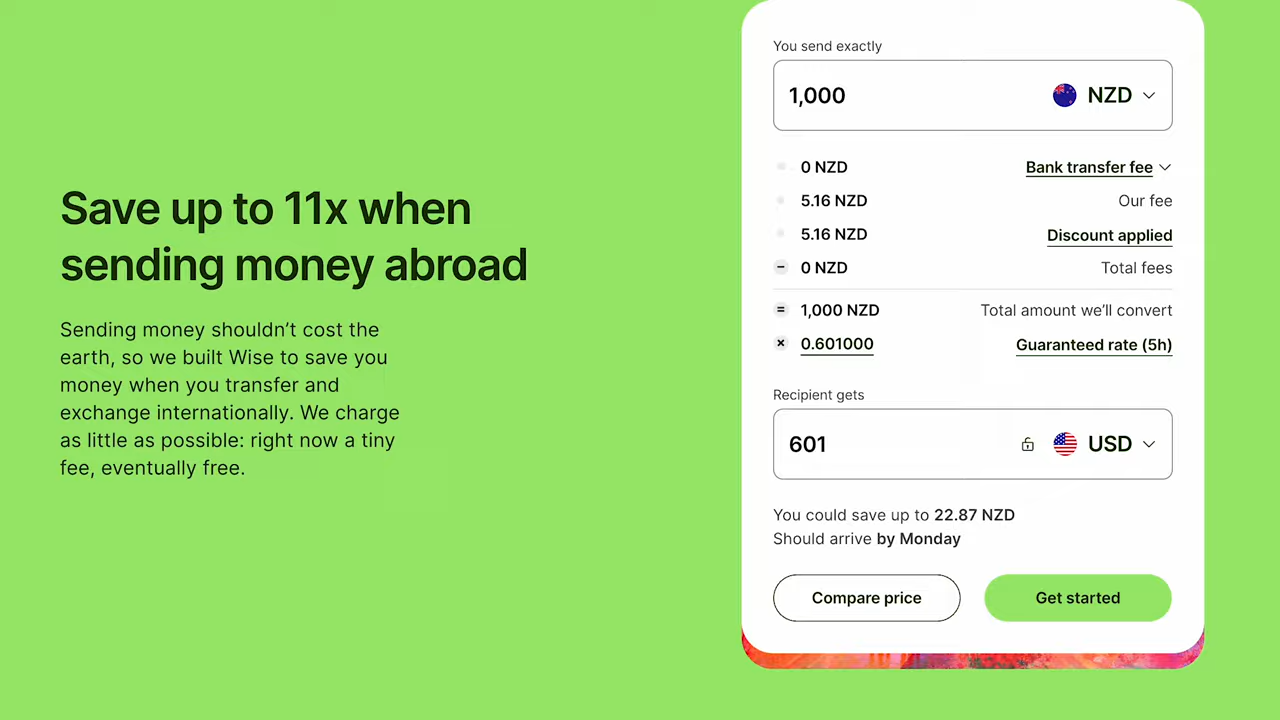 Save up to 11x when
sending money abroad
Sending money shouldn’t cost the
earth, so we built Wise to save you
money when you transfer and
exchange internationally. We charge
as little as possible: right now a tiny
fee, eventually free.
You send exactly
1,000 NZD
0 NZD Bank transfer fee
5.16 NZD Our fee
5.16 NZD Discount applied
− 0 NZD Total fees
= 1,000 NZD Total amount we’ll convert
× 0.601000 Guaranteed rate (5h)
Recipient gets
601 USD
You could save up to 22.87 NZD
Should arrive by Monday
Compare price Get started